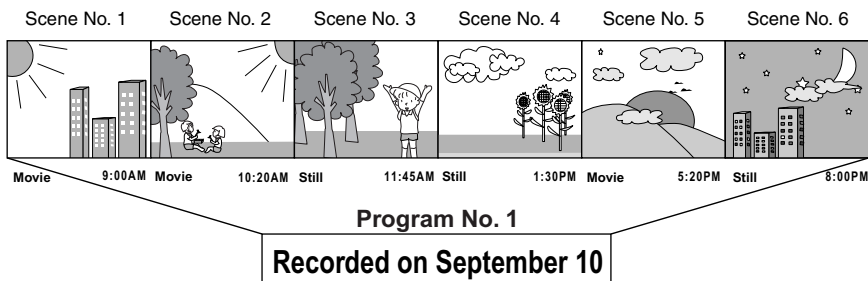 Scene No. 1 Scene No. 2 Scene No. 3 Scene No. 4 Scene No. 5 Scene No. 6
Movie 9:00AM Movie 10:20AM Still 11:45AM Still 1:30PM Movie 5:20PM Still 8:00PM
Program No. 1
Recorded on September 10